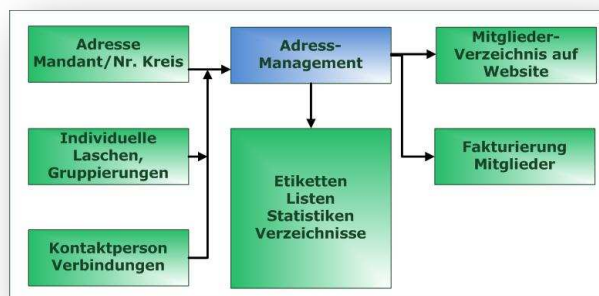 Adresse
Mandant/Nr. Kreis
Adress-
Management
Mitglieder-
Verzeichnis auf
Website
Individuelle
Laschen,
Gruppierungen
Etiketten
Listen
Statistiken
Verzeichnisse
Fakturierung
Mitglieder
Kontaktperson
Verbindungen